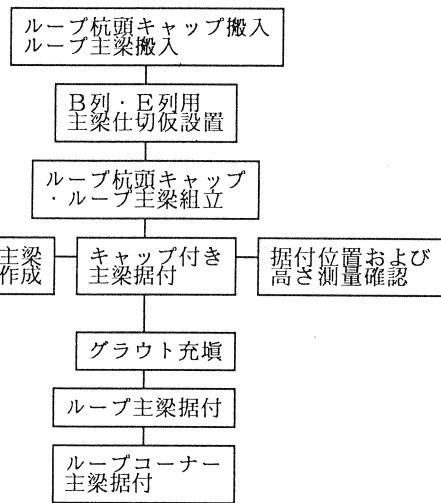 ループ杭頭キャップ搬入
ループ主梁搬入
B列・E列用
主梁仕切仮設置
ループ杭頭キャップ
・ループ主梁組立
主梁
作成
キャップ付き
主梁据付
据付位置および
高さ測量確認
グラウト充塡
ループ主梁据付
ループコーナー
主梁据付